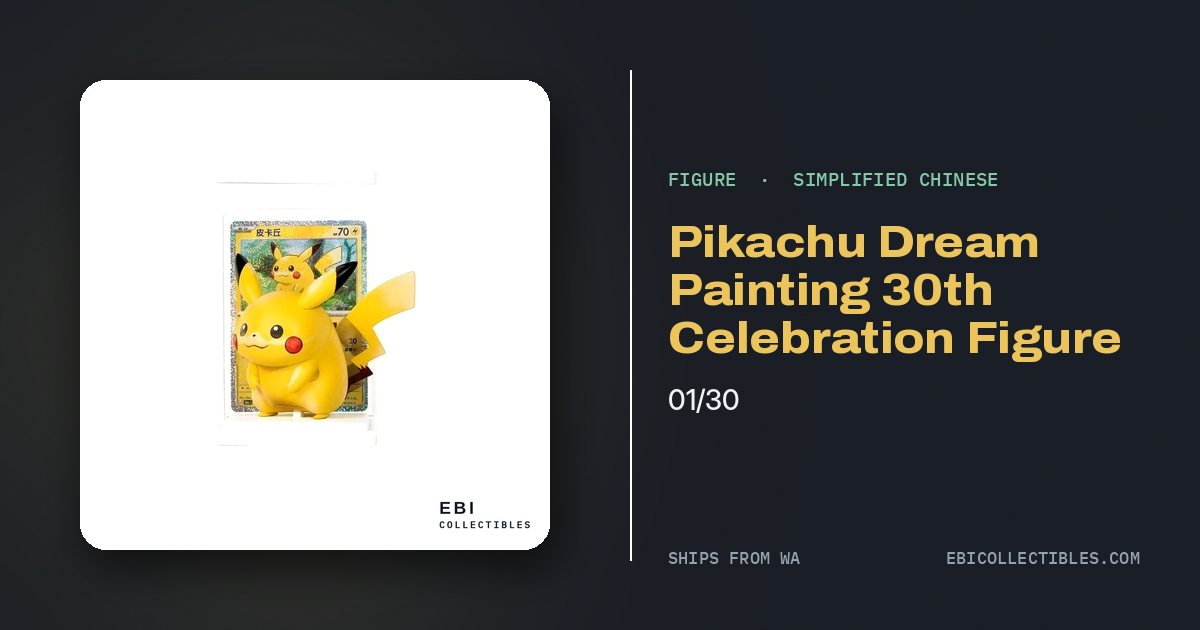 皮卡丘
70
20
EBI
COLLECTIBLES
FIGURE · SIMPLIFIED CHINESE
Pikachu Dream
Painting 30th
Celebration Figure
01/30
SHIPS FROM WA
EBICOLLECTIBLES.COM